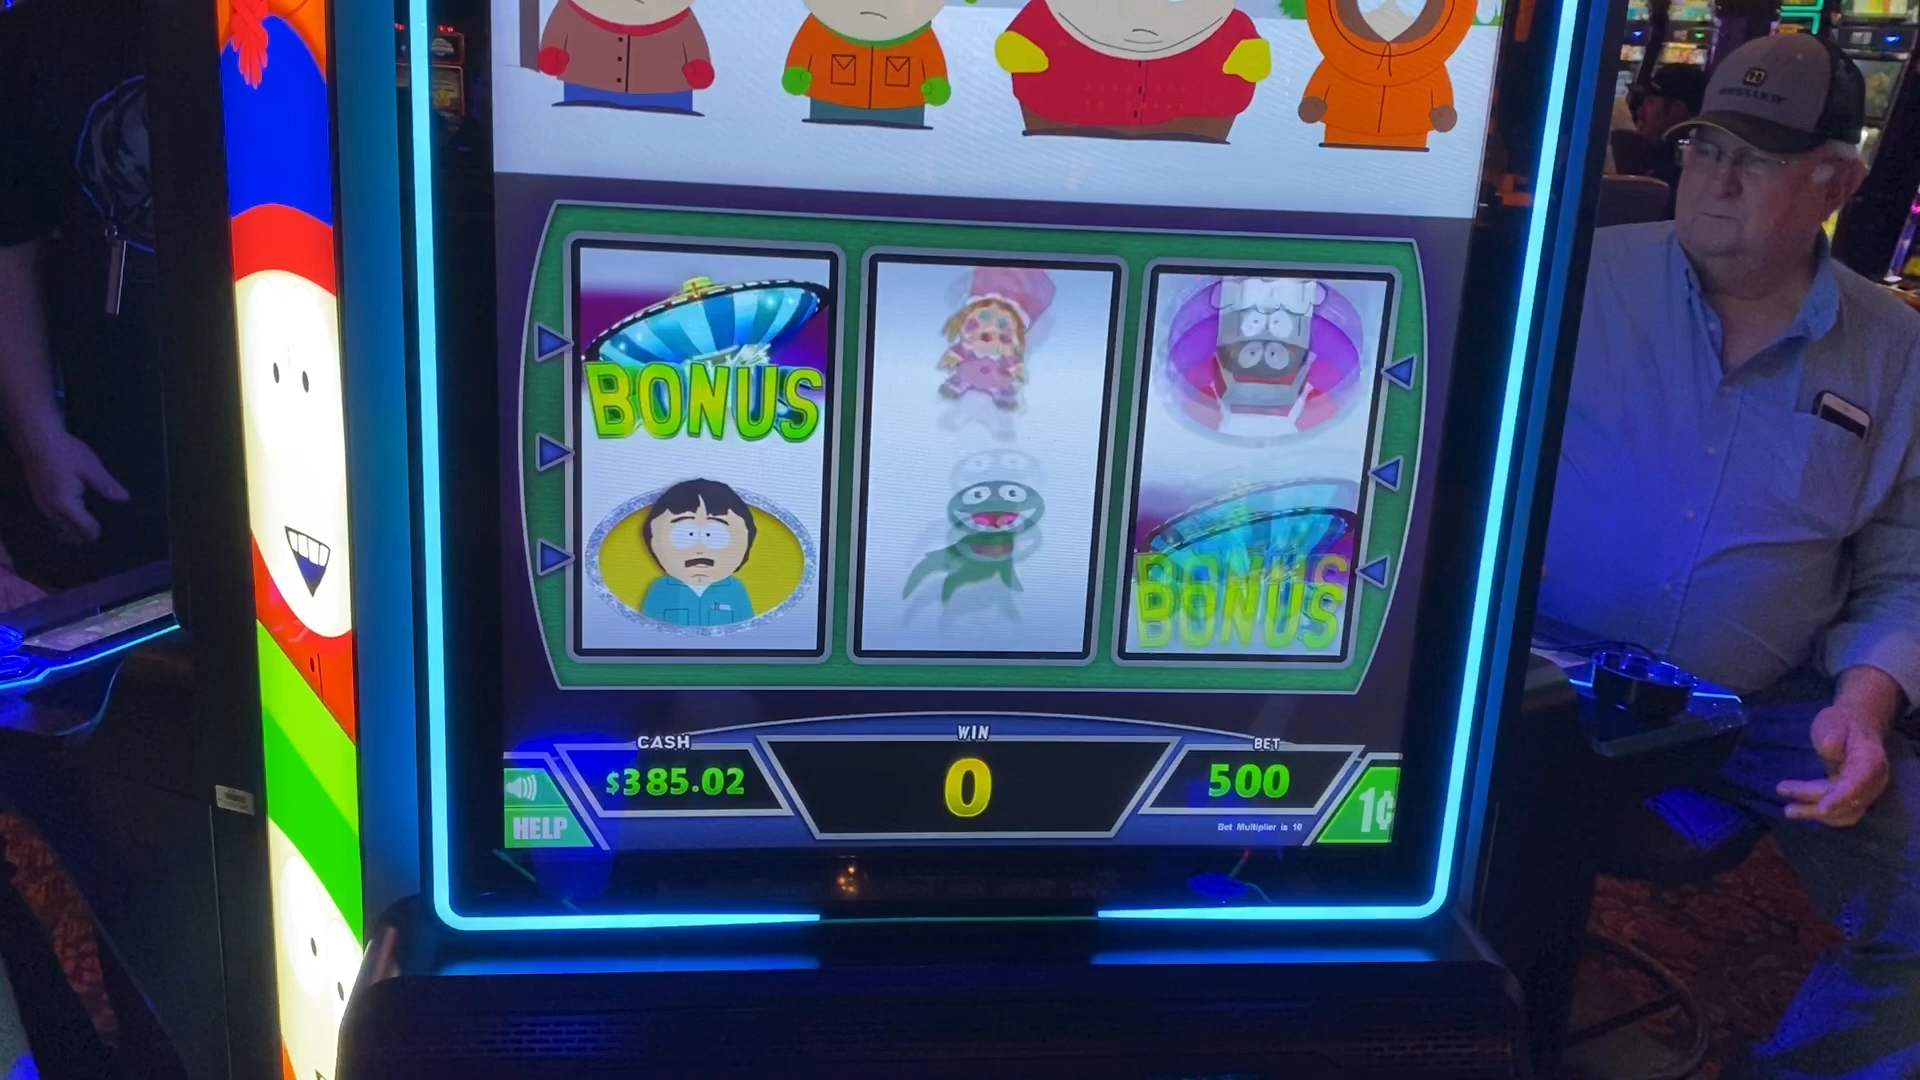 BONUS
BONUS
CASH
WIN
BET
$385.02
0
500
HELP
Bet Multiplier is 10
1¢